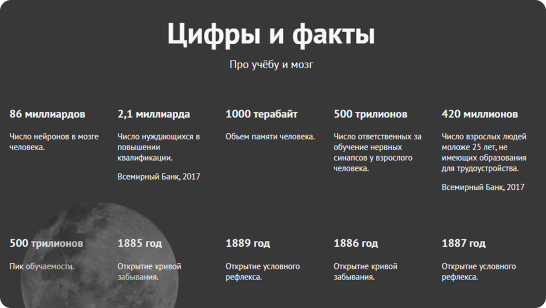 Цифры и факты
Про учёбу и мозг
86 миллиардов
Число нейронов в мозге
человека.
2,1 миллиарда
Число нуждающихся в
повышении
квалификации.
Всемирный Банк, 2017
1000 терабайт
Объем памяти человека.
500 трилионов
Число ответственных за
обучение нервных
синапсов у взрослого
человека.
420 миллионов
Число взрослых людей
моложе 25 лет, не
имеющих образования
для трудоустройства.
Всемирный Банк, 2017
500 трилионов
Пик обучаемости.
1885 год
Открытие кривой
забывания.
1889 год
Открытие условного
рефлекса.
1886 год
Открытие кривой
забывания.
1887 год
Открытие условного
рефлекса.